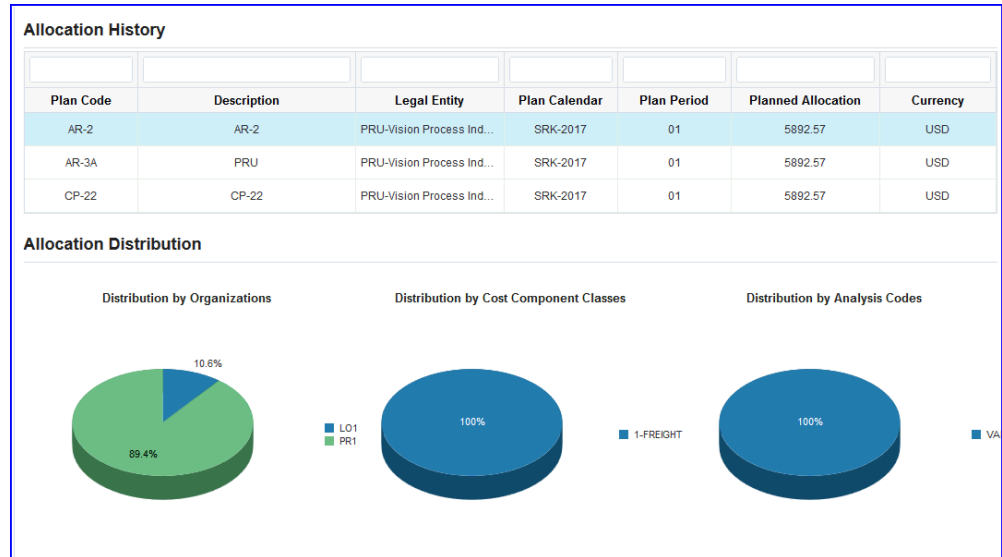 Allocation History
Plan Code Description Legal Entity Plan Calendar Plan Period Planned Allocation Currency
AR-2 AR-2 PRU-Vision Process Ind... SRK-2017 01 5892.57 USD
AR-3A PRU PRU-Vision Process Ind... SRK-2017 01 5892.57 USD
CP-22 CP-22 PRU-Vision Process Ind... SRK-2017 01 5892.57 USD
Allocation Distribution
Distribution by Organizations Distribution by Cost Component Classes Distribution by Analysis Codes
10.6%
89.4%
LO1
PR1
100%
1-FREIGHT
100%
VA